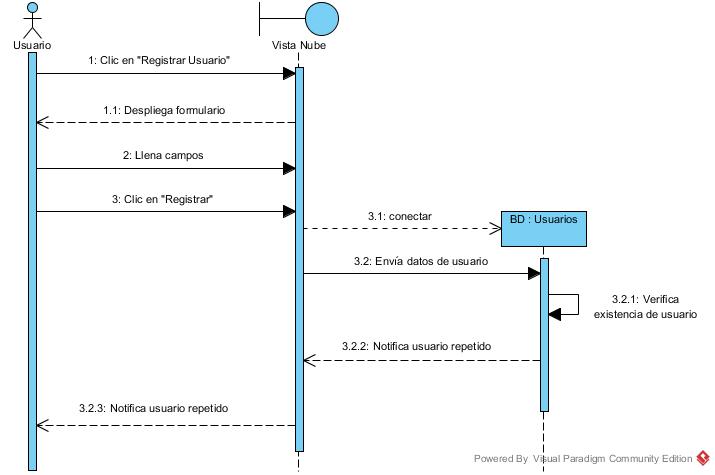 Usuario
Vista Nube
1: Clic en "Registrar Usuario"
1.1: Despliega formulario
2: Llena campos
3: Clic en "Registrar"
3.1: conectar
BD : Usuarios
3.2: Envía datos de usuario
3.2.1: Verifica
existencia de usuario
3.2.2: Notifica usuario repetido
3.2.3: Notifica usuario repetido
Powered By Visual Paradigm Community Edition